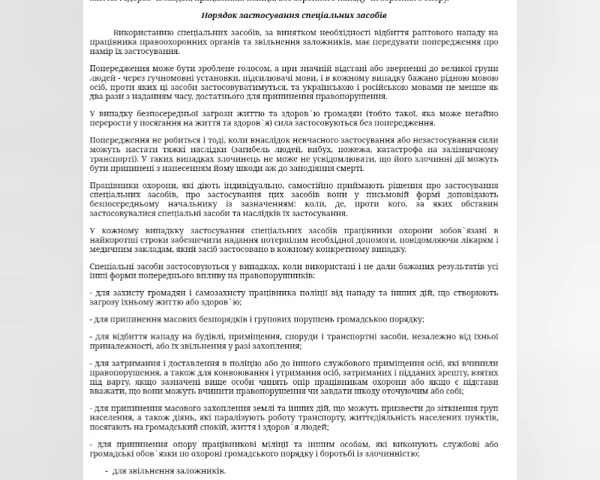 Порядок застосування спеціальних засобів
Використанню спеціальних засобів, за винятком необхідності відбиття раптового нападу на
працівника правоохоронних органів та звільнення заложників, має передувати попередження про
намір їх застосування.
Попередження може бути зроблене голосом, а при значній відстані або зверненні до великої групи
людей - через гучномовні установки, підсилювачі мови, і в кожному випадку бажано рідною мовою
осіб, проти яких ці засоби застосовуватимуться, та українською і російською мовами не менше як
два рази з наданням часу, достатнього для припинення правопорушення.
У випадку безпосередньої загрози життю та здоров`ю громадян (тобто такої, яка може негайно
перерости у посягання на життя та здоров`я) сила застосовуються без попередження.
Попередження не робиться і тоді, коли внаслідок невчасного застосування або незастосування сили
можуть настати тяжкі наслідки (загибель людей, вибух, пожежа, катастрофа на залізничному
транспорті). У таких випадках злочинець не може не усвідомлювати, що його злочинні дії можуть
бути припинені з нанесенням йому шкоди аж до заподіяння смерті.
Працівники охорони, які діють індивідуально, самостійно приймають рішення про застосування
спеціальних засобів, про застосування цих засобів вони у письмовій формі доповідають
безпосередньому начальнику із зазначенням: коли, де, проти кого, за яких обставин
застосовувалися спеціальні засоби та наслідків їх застосування.
У кожному випадкску застосування спеціальних засобів працівники охорони зобов`язані в
найкоротші строки забезпечити надання потерпілим необхідної допомоги, повідомляючи лікарям і
медичним закладам, який засіб застосовано в кожному конкретному випадку.
Спеціальні засоби застосовуються у випадках, коли використані і не дали бажаних результатів усі
інші форми попереднього впливу на правопорушників:
- для захисту громадян і самозахисту працівника поліції від нападу та інших дій, що створюють
загрозу їхньому життю або здоров`ю;
- для припинення масових безпорядків і групових порушень громадського порядку;
- для відбиття нападу на будівлі, приміщення, споруди і транспортні засоби, незалежно від їхньої
приналежності, або їх звільнення у разі захоплення;
- для затримання і доставлення в поліцію або до іншого службового приміщення осіб, які вчинили
правопорушення, а також для конвоювання і утримання осіб, затриманих і підданих арешту, взятих
під варту, якщо зазначені вище особи чинять опір працівникам охорони або якщо є підстави
вважати, що вони можуть вчинити правопорушення чи завдати шкоду оточуючим або собі;
- для припинення масового захоплення землі та інших дій, що можуть призвести до зіткнення груп
населення, а також діянь, які паралізують роботу транспорту, життєдіяльність населених пунктів,
посягають на громадський спокій, життя і здоров`я людей;
- для припинення опору працівникові міліції та іншим особам, які виконують службові або
громадські обов`язки по охороні громадського порядку і боротьбі із злочинністю;
- для звільнення заложників.